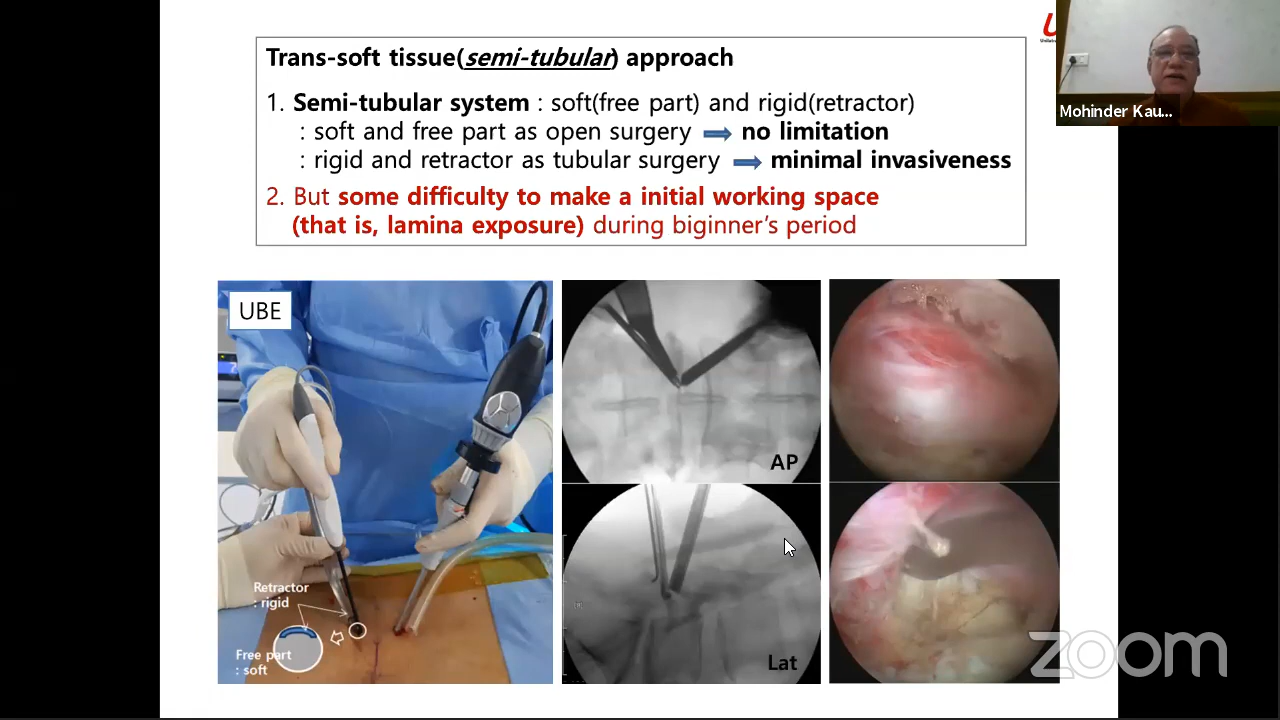 Trans-soft tissue(semi-tubular) approach
1. Semi-tubular system : soft(free part) and rigid(retractor)
: soft and free part as open surgery ⇒ no limitation
: rigid and retractor as tubular surgery ⇒ minimal invasiveness
2. But some difficulty to make a initial working space
(that is, lamina exposure) during biginner's period
Mohinder Kau...
UBE
AP
Retractor
: rigid
Free part
: soft
Lat
zoom